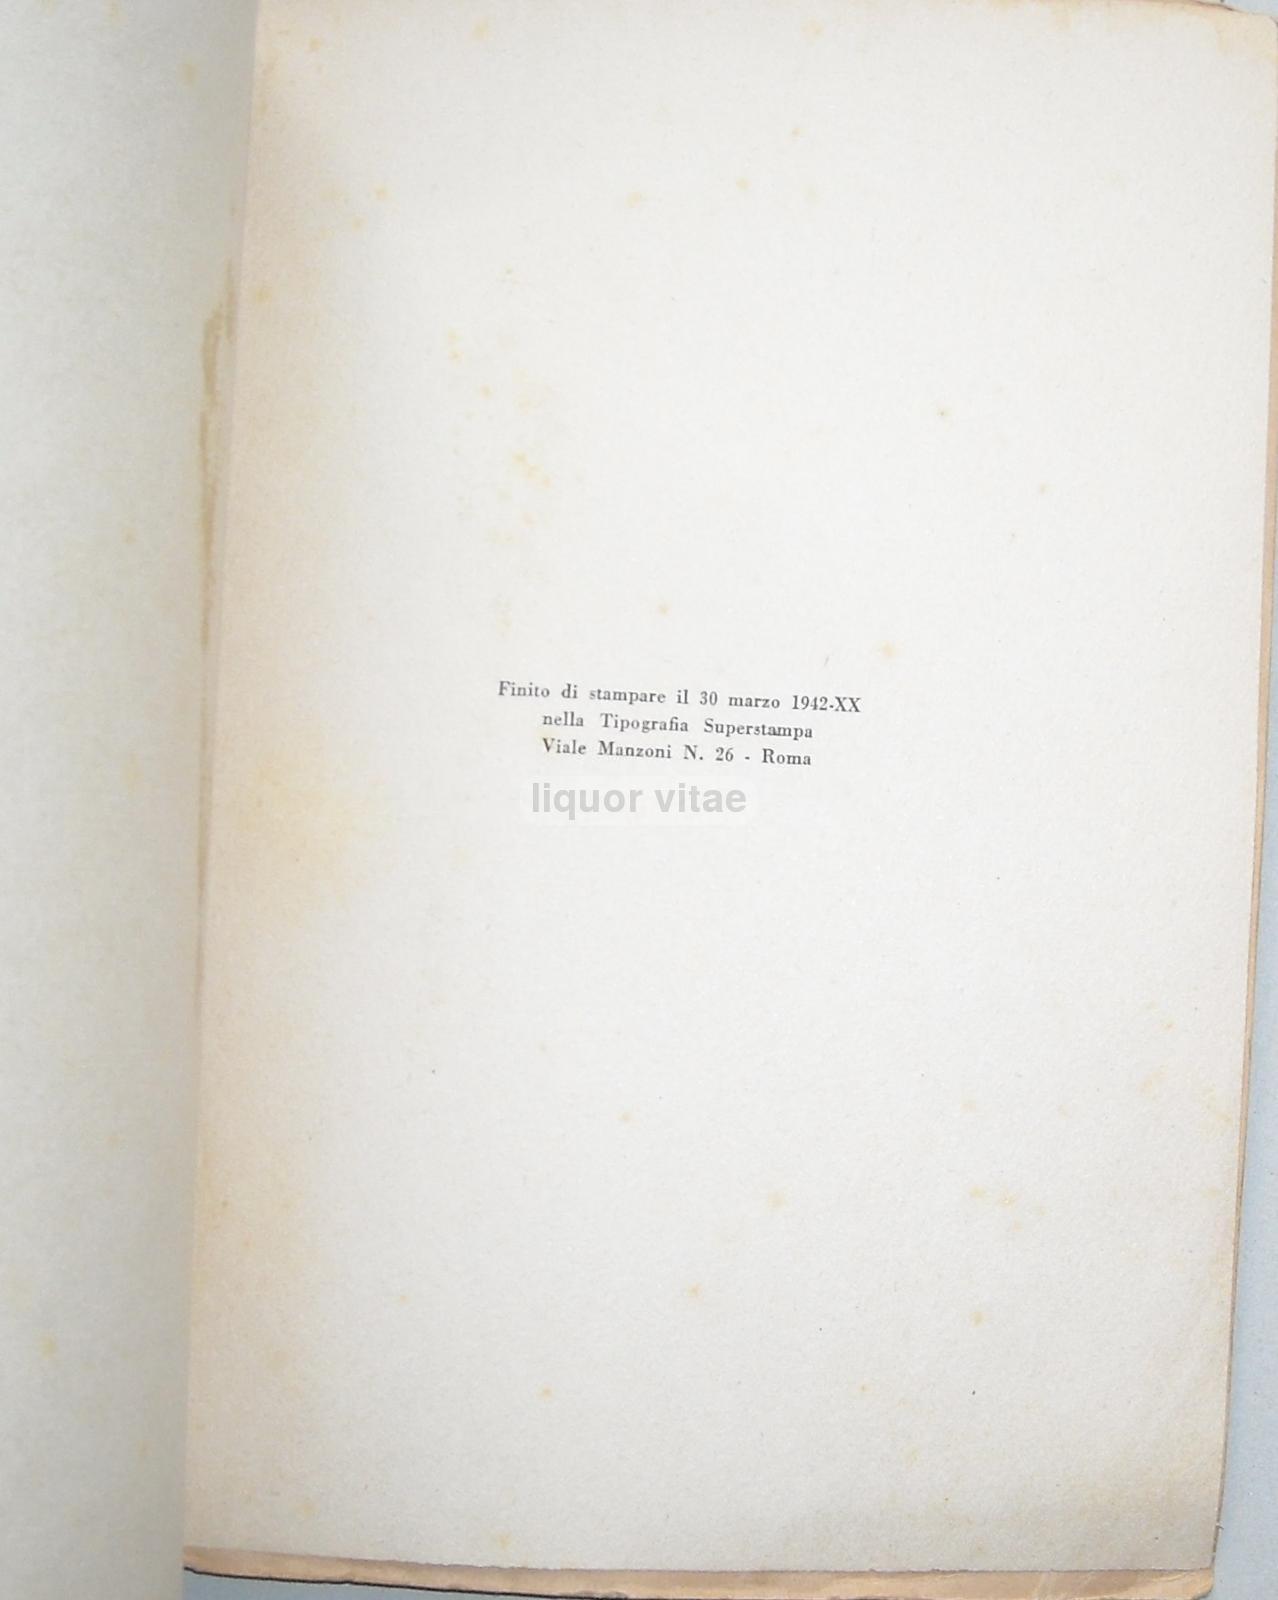 Finito di stampare il 30 marzo 1942-XX
nella Tipografia Superstampa
Viale Manzoni N. 26 - Roma
liquor vitae